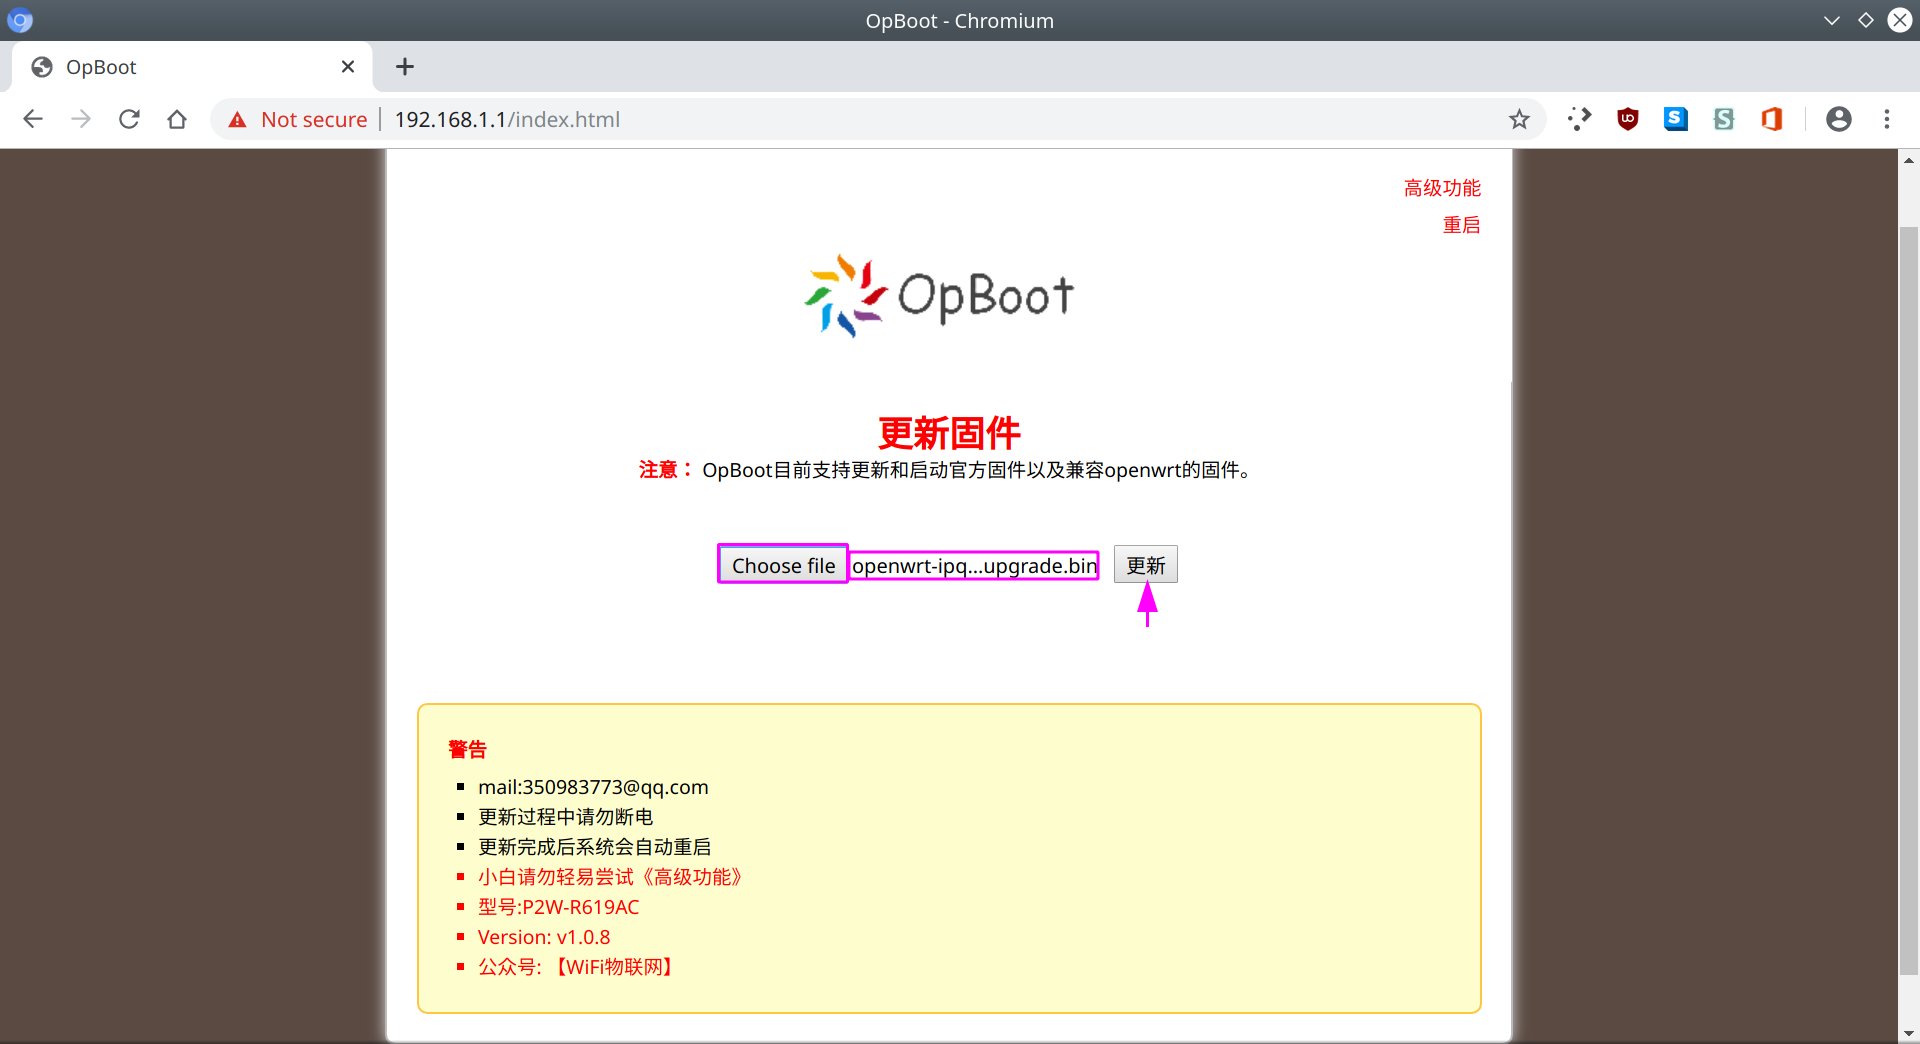 OpBoot - Chromium
OpBoot
Not secure 192.168.1.1/index.html
高级功能
重启
OpBoot
更新固件
注意： OpBoot目前支持更新和启动官方固件以及兼容openwrt的固件。
Choose file openwrt-ipq...upgrade.bin 更新
警告
mail:350983773@qq.com
更新过程中请勿断电
更新完成后系统会自动重启
小白请勿轻易尝试《高级功能》
型号:P2W-R619AC
Version: v1.0.8
公众号: 【WiFi物联网】